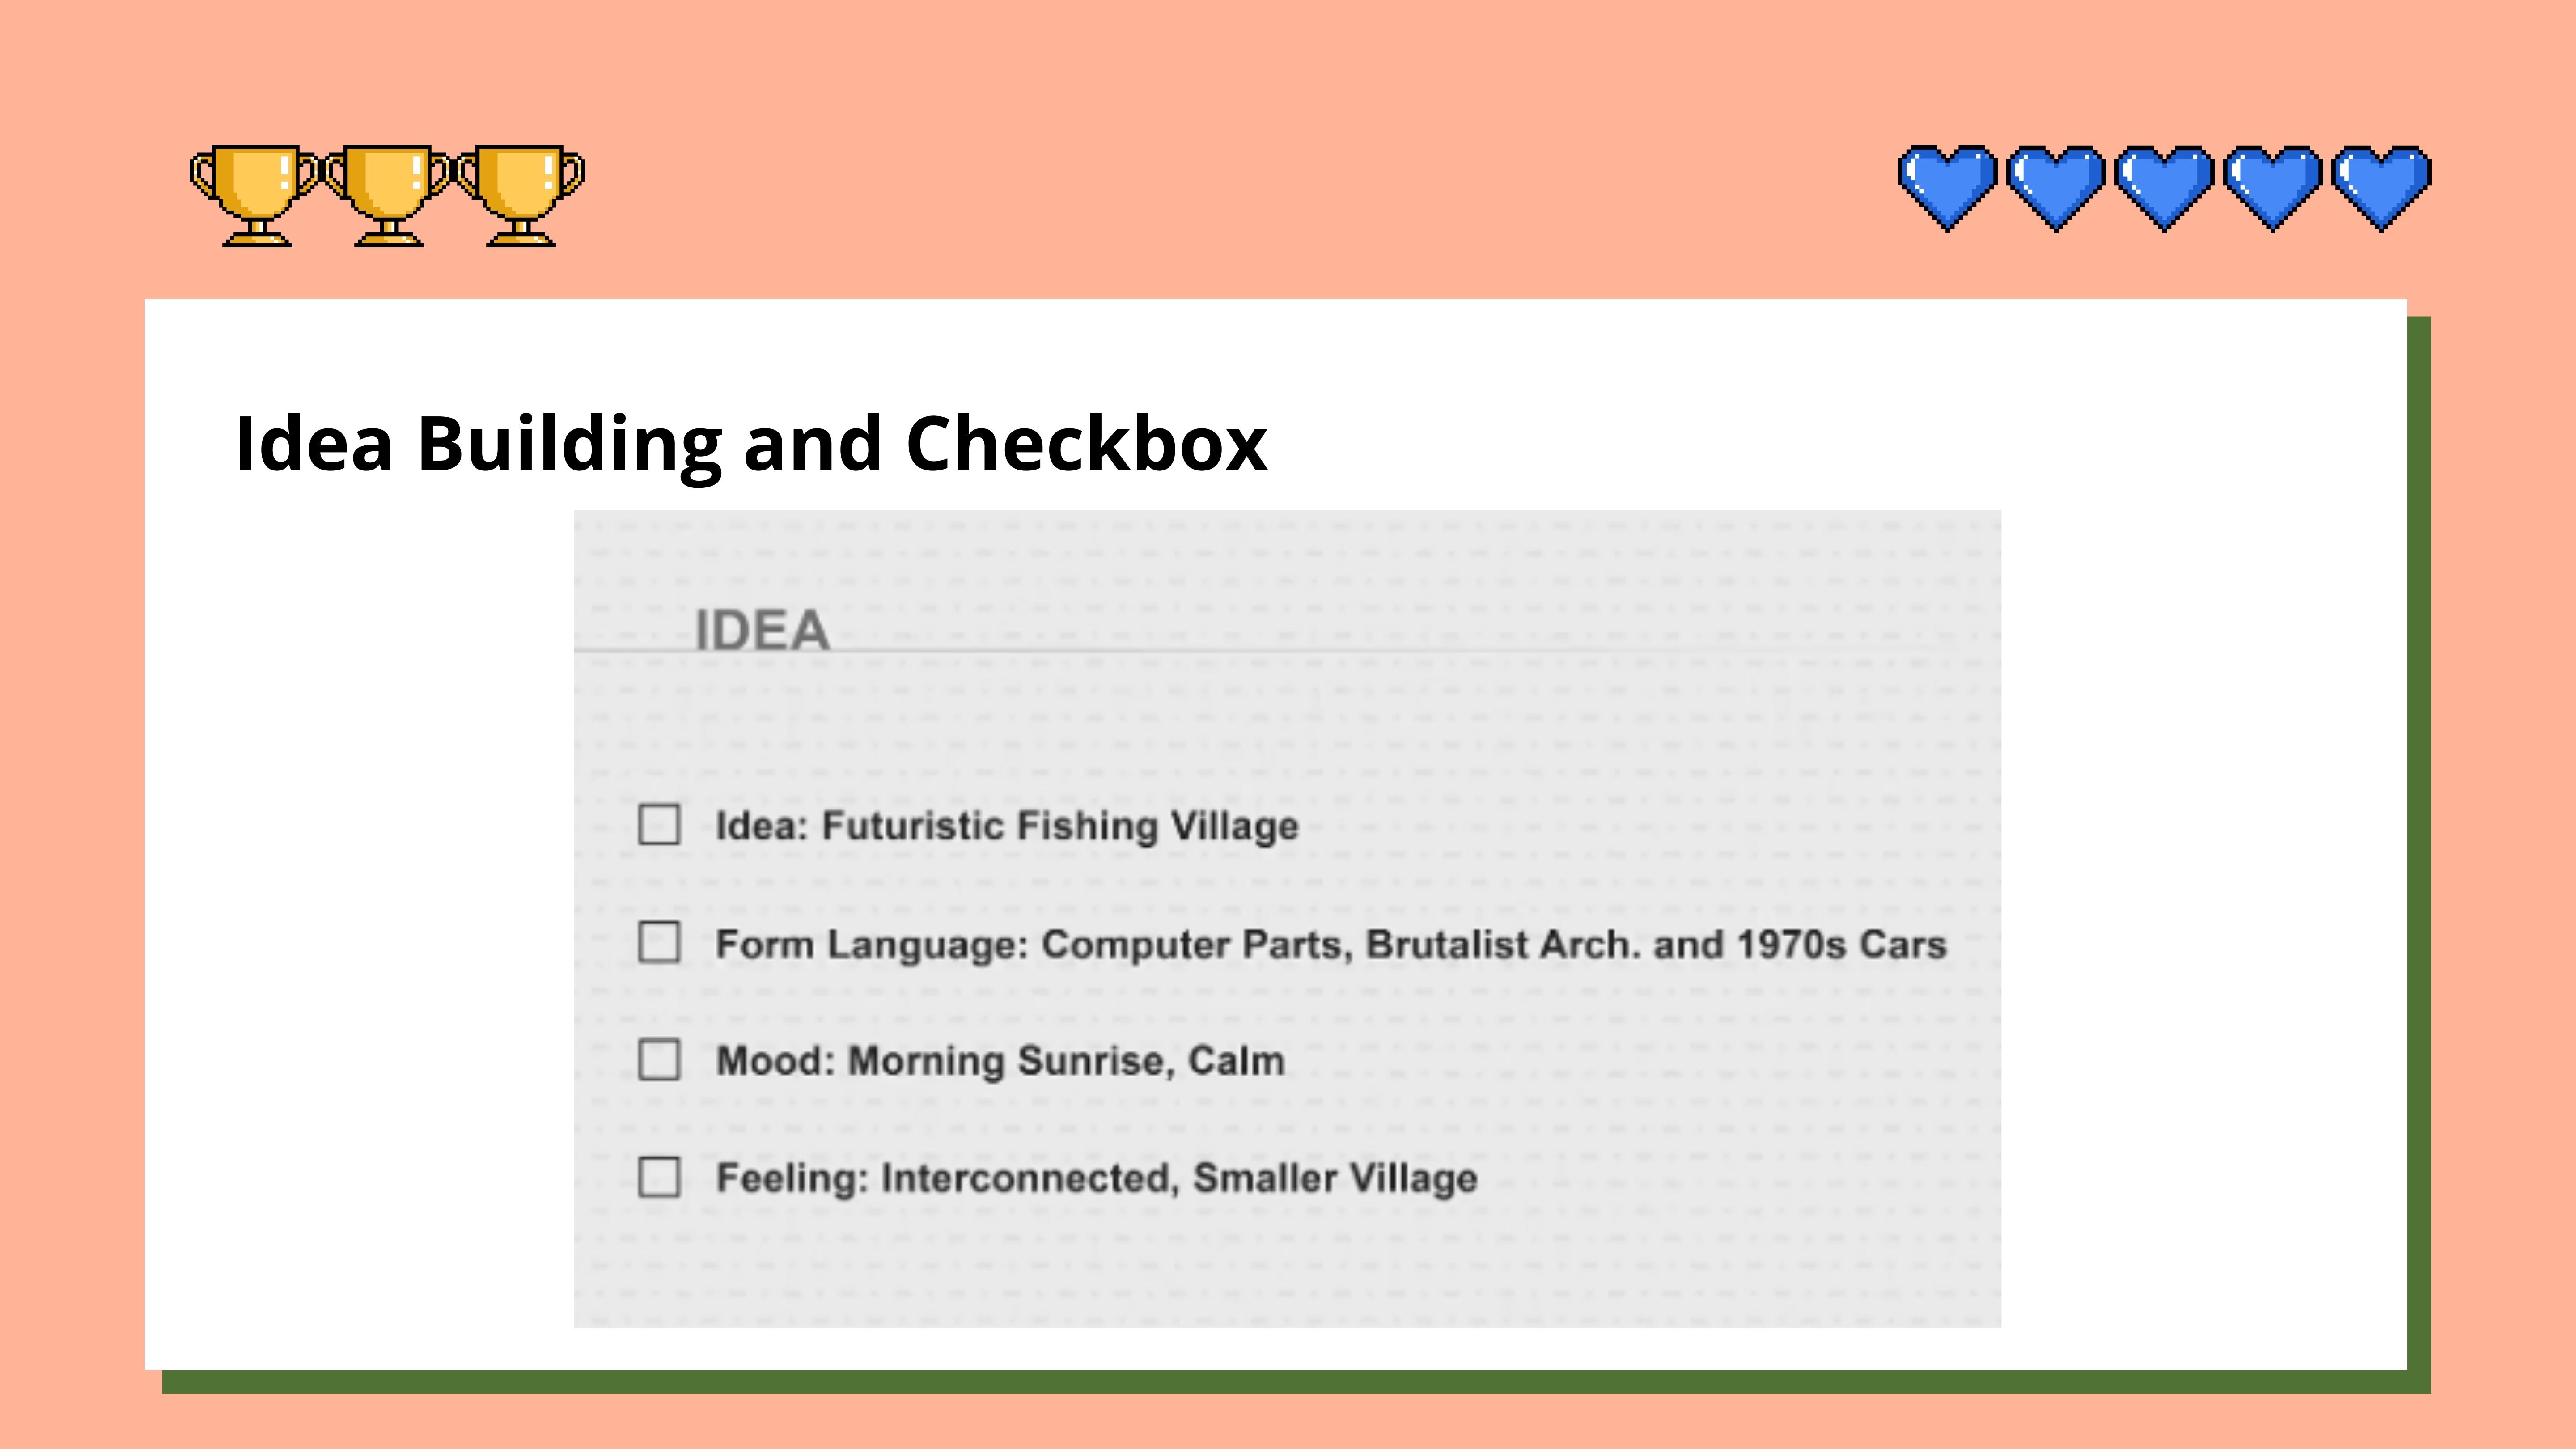 Idea Building and Checkbox
IDEA
Idea: Futuristic Fishing Village
Form Language: Computer Parts, Brutalist Arch. and 1970s Cars
Mood: Morning Sunrise, Calm
Feeling: Interconnected, Smaller Village